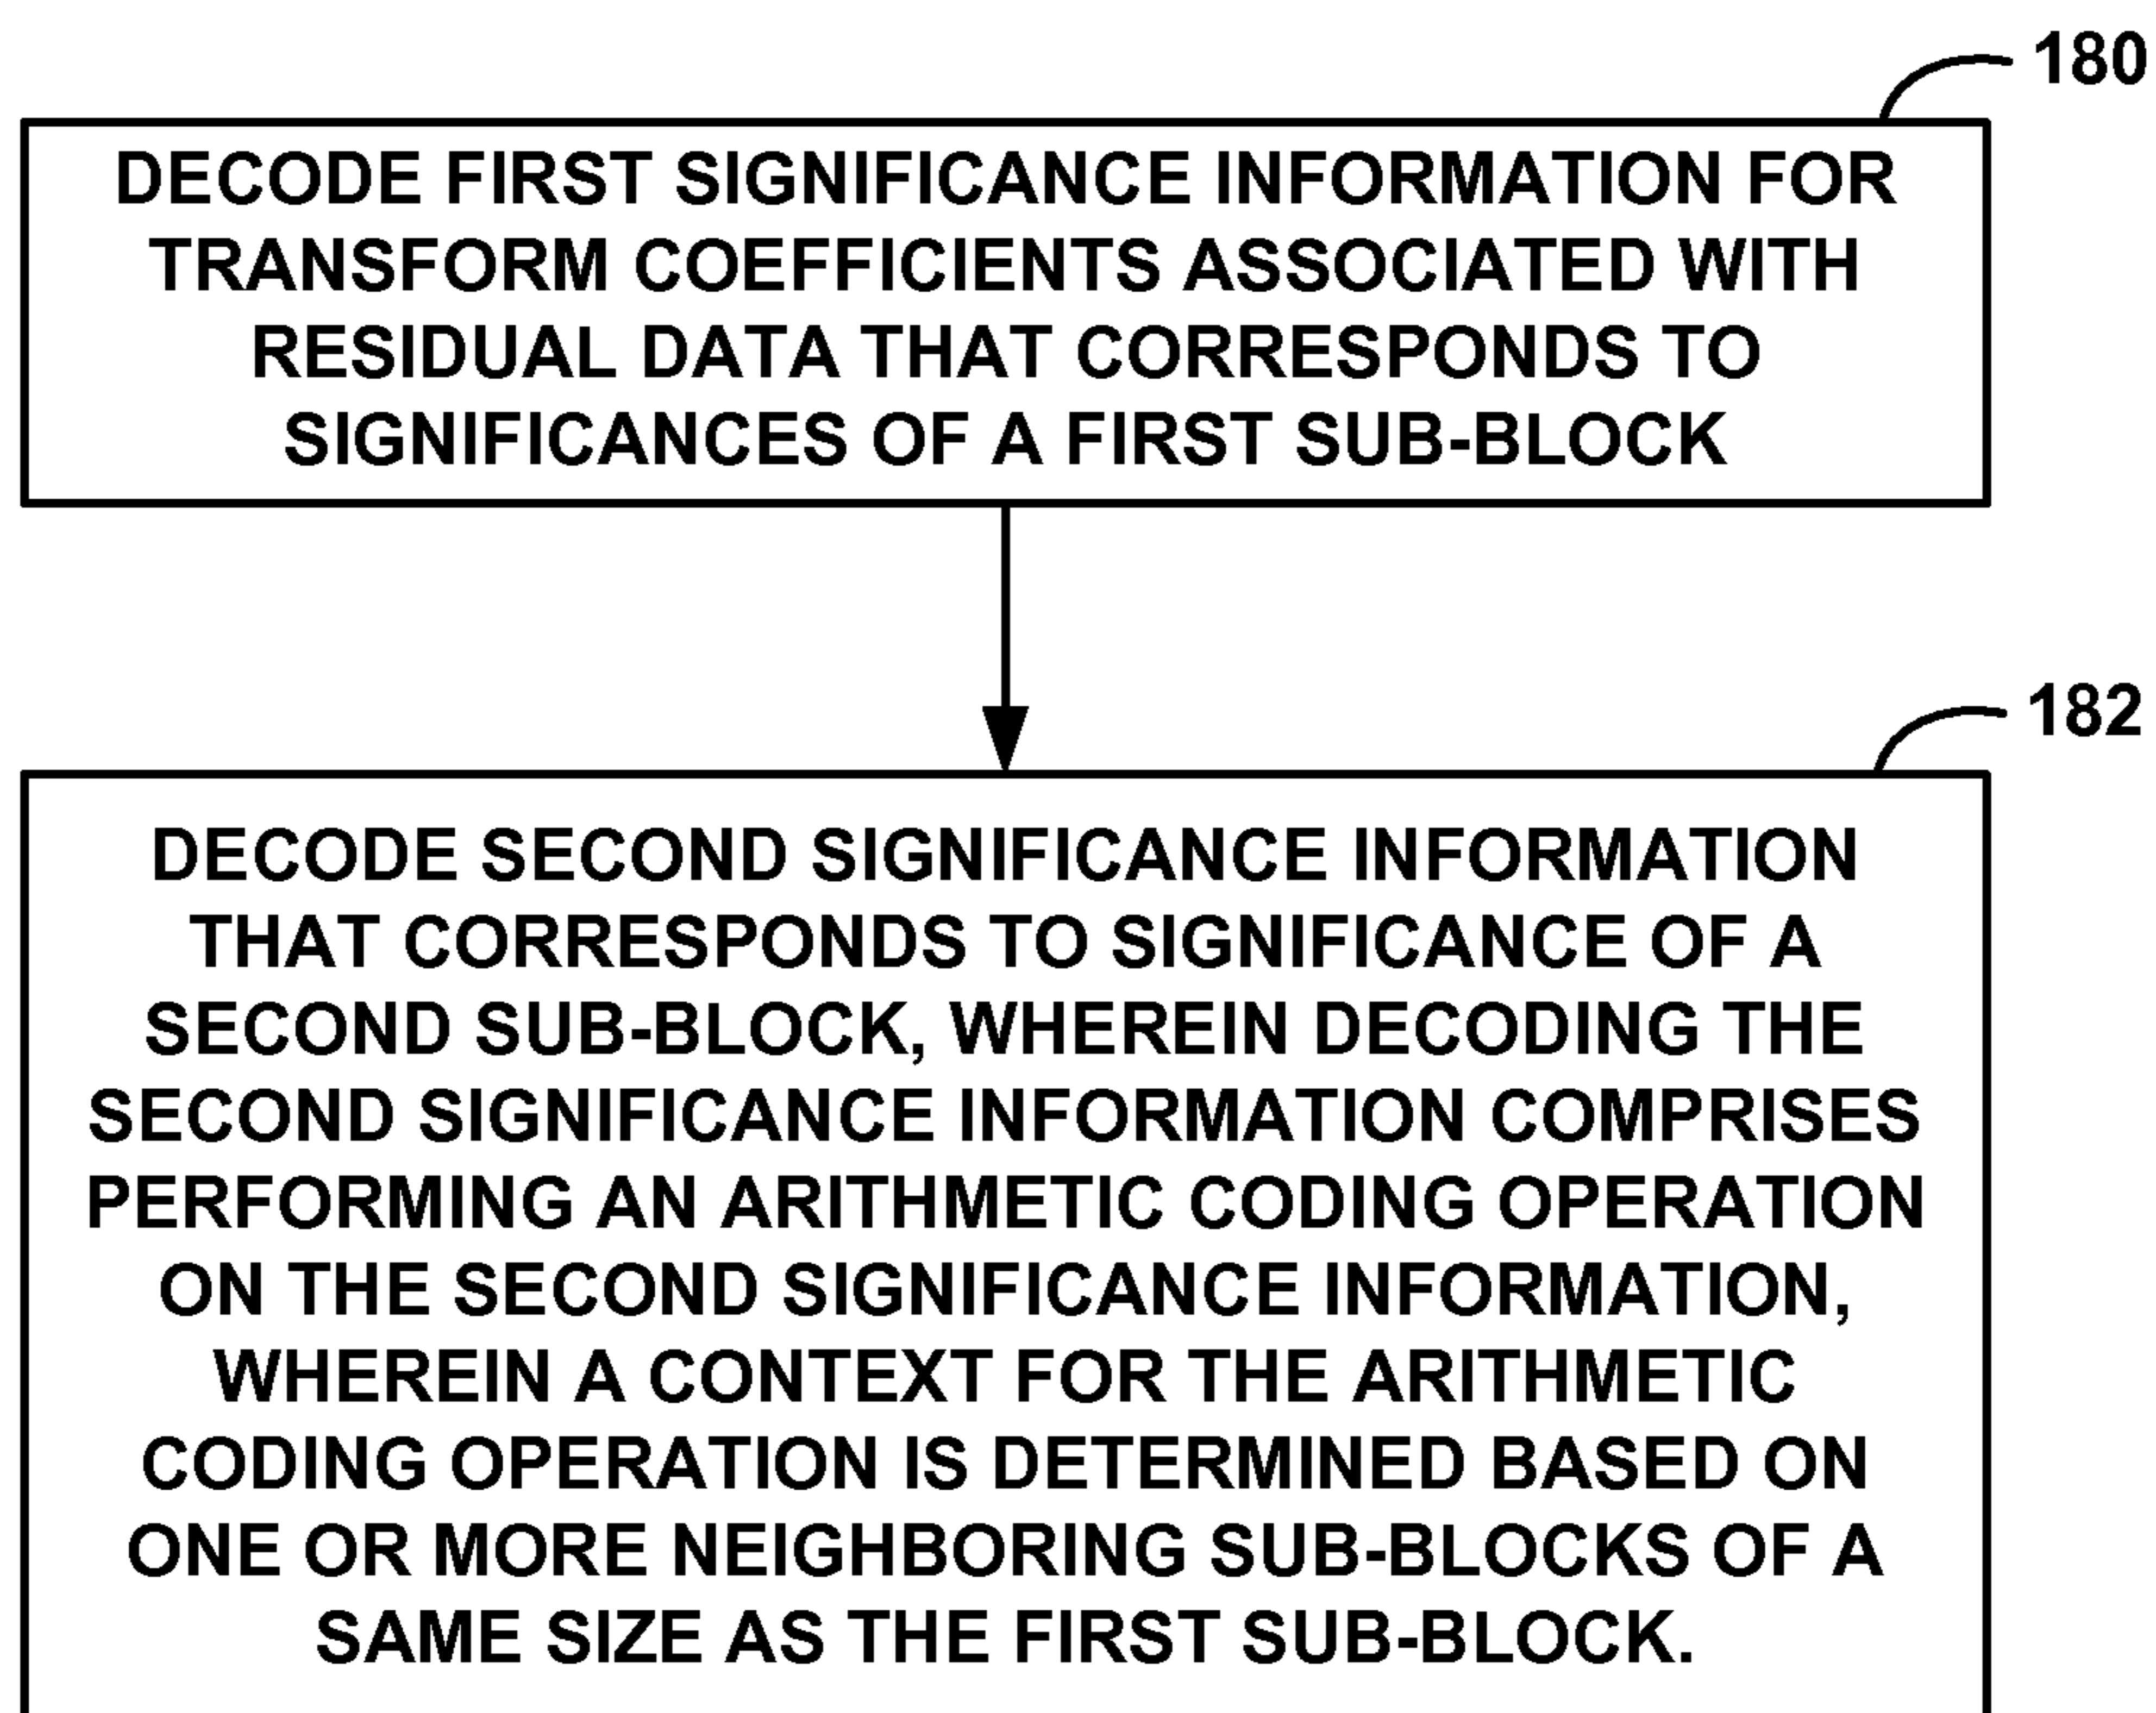 180
DECODE FIRST SIGNIFICANCE INFORMATION FOR
TRANSFORM COEFFICIENTS ASSOCIATED WITH
RESIDUAL DATA THAT CORRESPONDS TO
SIGNIFICANCES OF A FIRST SUB-BLOCK
182
DECODE SECOND SIGNIFICANCE INFORMATION
THAT CORRESPONDS TO SIGNIFICANCE OF A
SECOND SUB-BLOCK, WHEREIN DECODING THE
SECOND SIGNIFICANCE INFORMATION COMPRISES
PERFORMING AN ARITHMETIC CODING OPERATION
ON THE SECOND SIGNIFICANCE INFORMATION,
WHEREIN A CONTEXT FOR THE ARITHMETIC
CODING OPERATION IS DETERMINED BASED ON
ONE OR MORE NEIGHBORING SUB-BLOCKS OF A
SAME SIZE AS THE FIRST SUB-BLOCK.